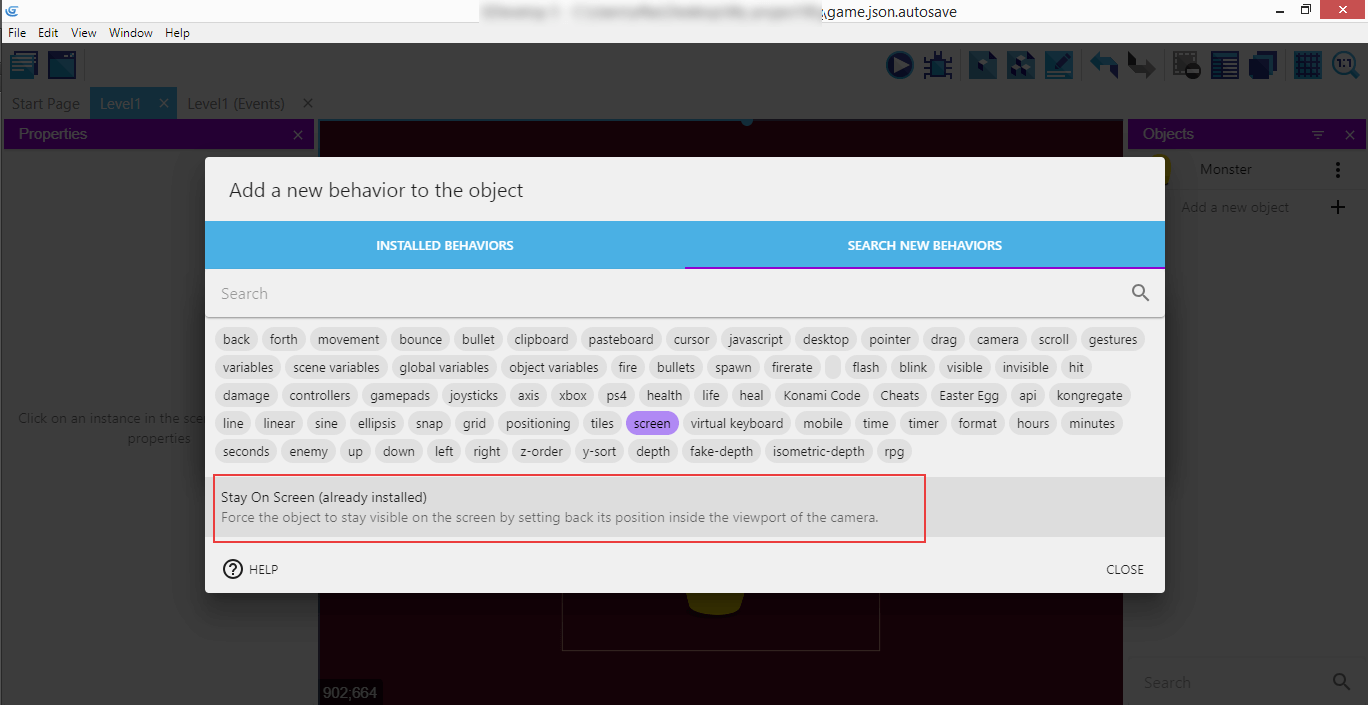 \game.json.autosave
File Edit View Window Help
Start Page Level1 × Level1 (Events) ×
Properties ×
Objects ×
1:1
Monster
Add a new object +
Click on an instance in the sce
properties
Add a new behavior to the object
INSTALLED BEHAVIORS SEARCH NEW BEHAVIORS
Search
back forth movement bounce bullet clipboard pasteboard cursor javascript desktop pointer drag camera scroll gestures
variables scene variables global variables object variables fire bullets spawn firerate flash blink visible invisible hit
damage controllers gamepads joysticks axis xbox ps4 health life heal Konami Code Cheats Easter Egg api kongregate
line linear sine ellipsis snap grid positioning tiles screen virtual keyboard mobile time timer format hours minutes
seconds enemy up down left right z-order y-sort depth fake-depth isometric-depth rpg
Stay On Screen (already installed)
Force the object to stay visible on the screen by setting back its position inside the viewport of the camera.
? HELP CLOSE
902;664
Search